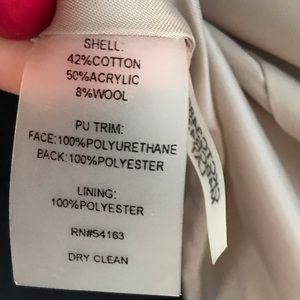 SHELL:
42%COTTON
50%ACRYLIC
8%WOOL
PU TRIM:
FACE:100%POLYURETHANE
BACK:100%POLYESTER
LINING:
100%POLYESTER
RN#54163
DRY CLEAN